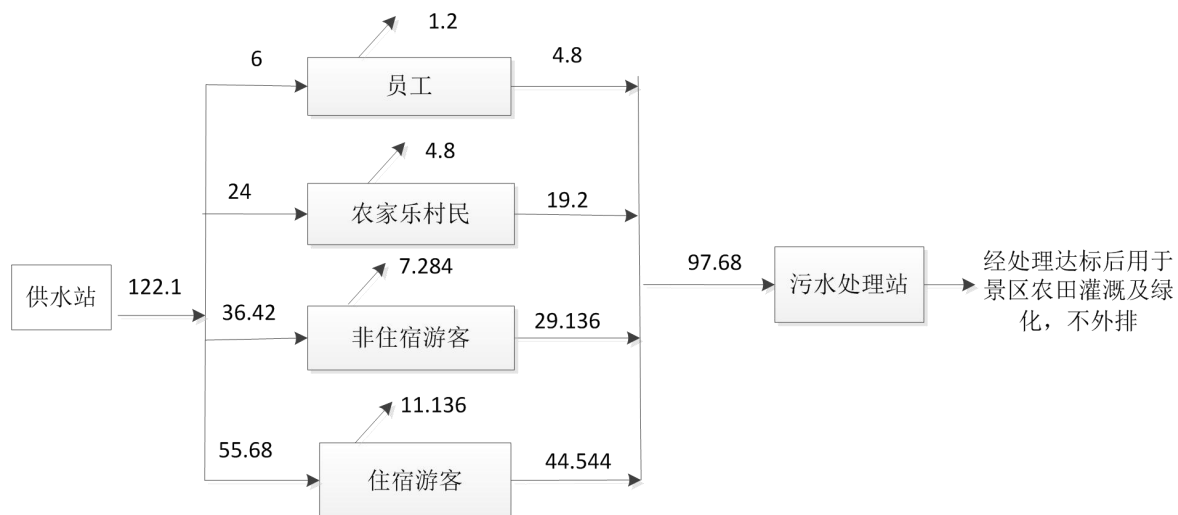 1.2
6
4.8
员工
4.8
24
19.2
农家乐村民
7.284
97.68
经处理达标后用于
景区农田灌溉及绿
化，不外排
污水处理站
供水站
122.1
36.42
29.136
非住宿游客
11.136
55.68
44.544
住宿游客